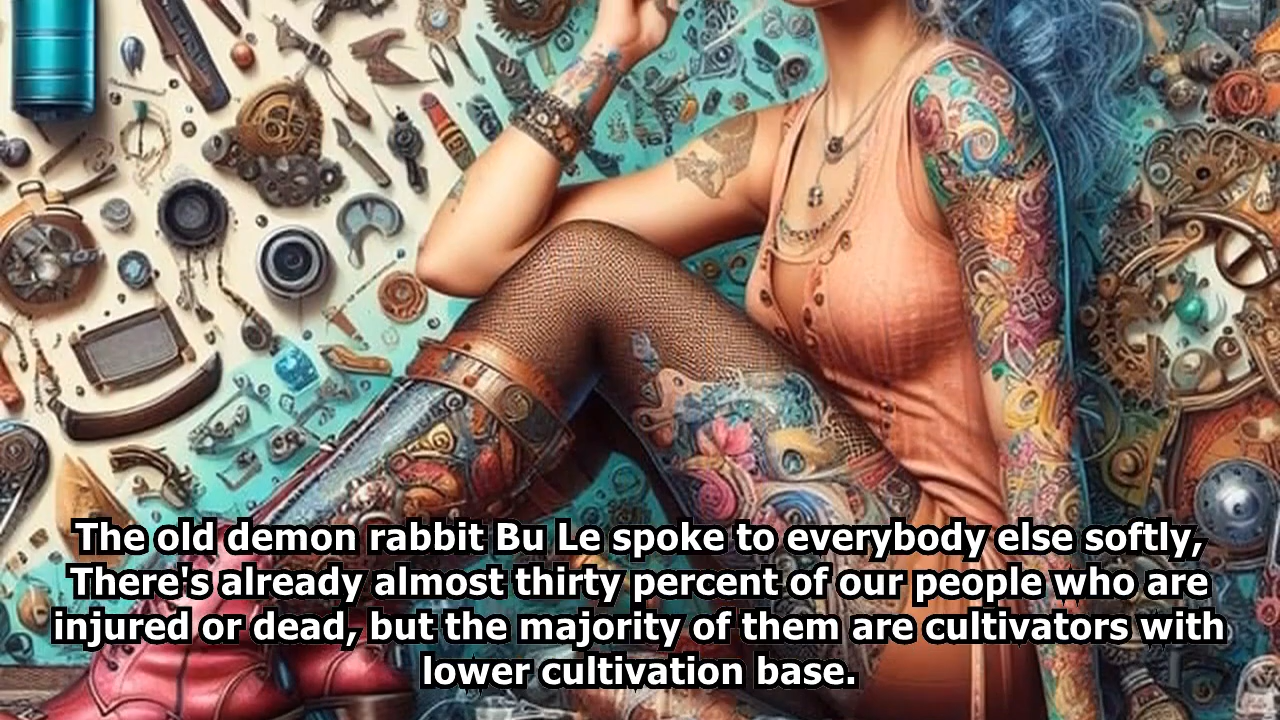 The old demon rabbit Bu Le spoke to everybody else softly,
There's already almost thirty percent of our people who are
injured or dead, but the majority of them are cultivators with
lower cultivation base.